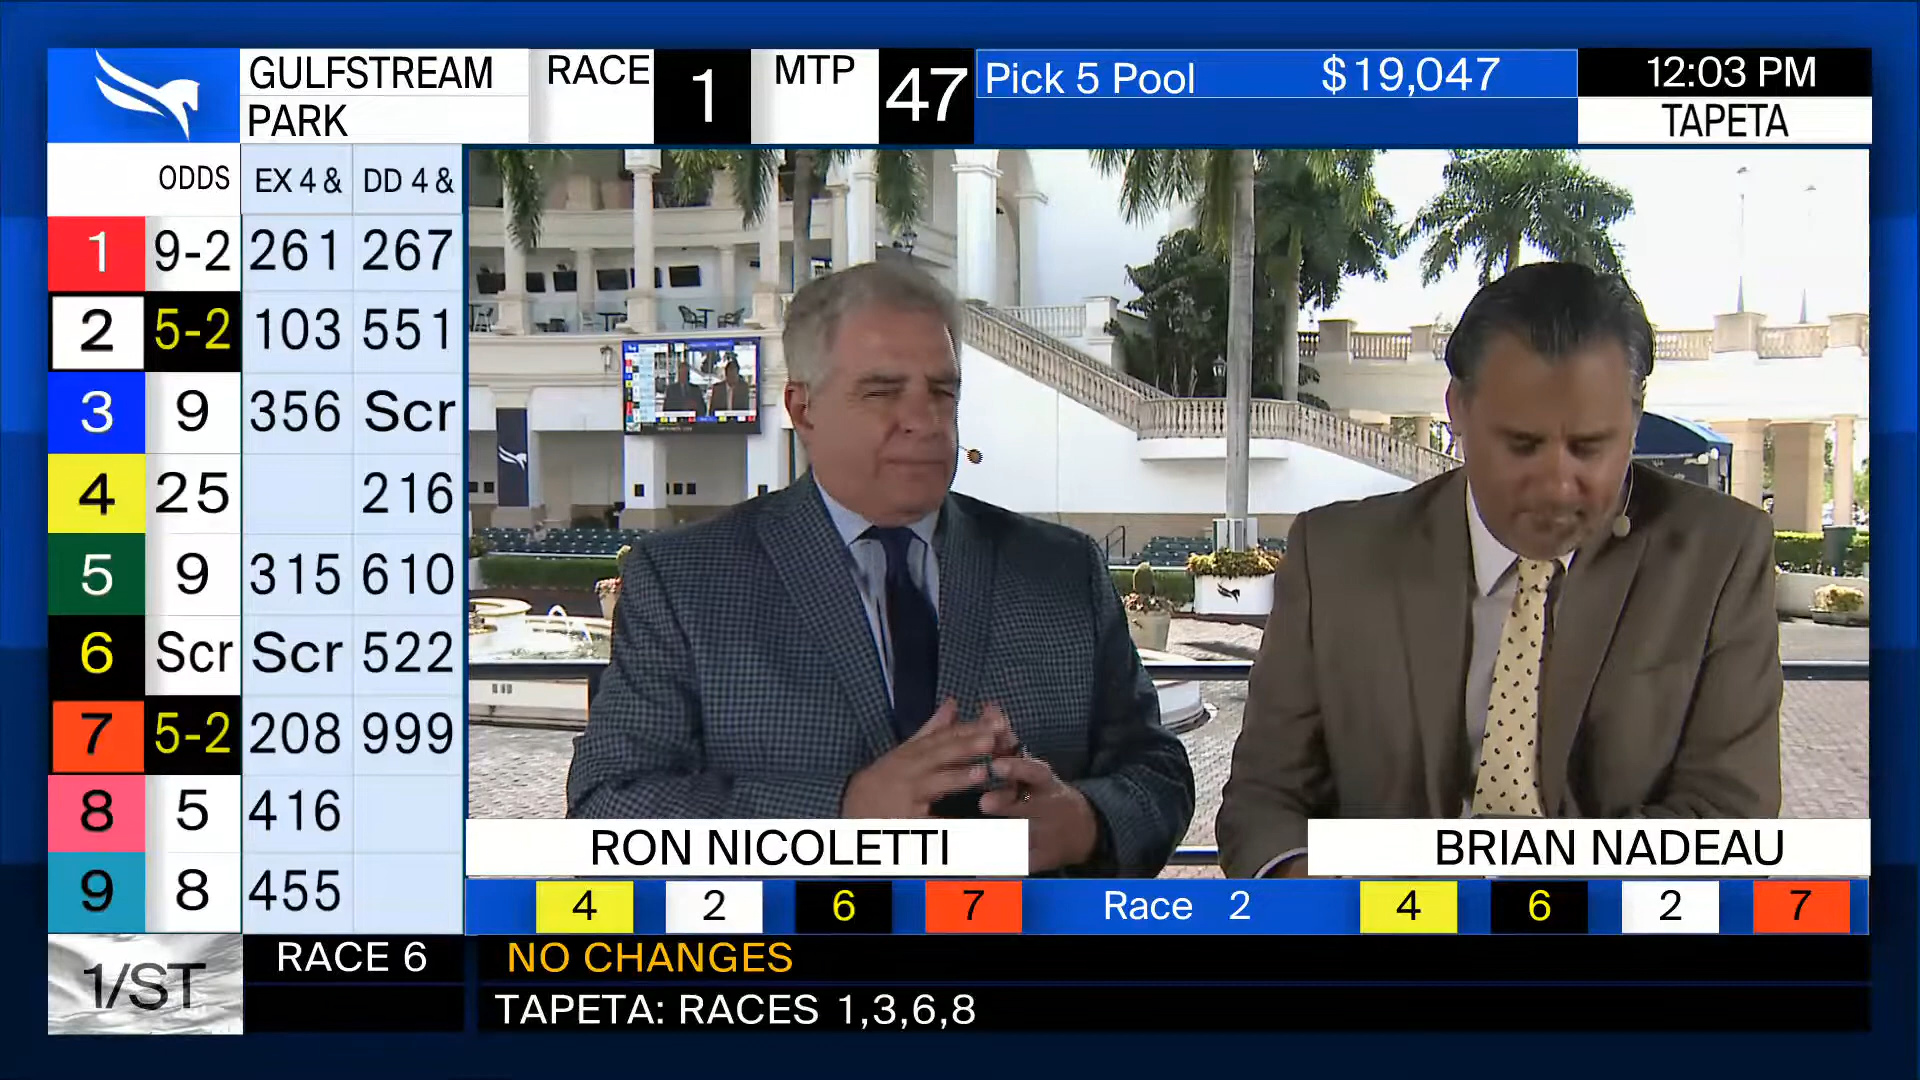 GULFSTREAM PARK
RACE 1 MTP 47
Pick 5 Pool $19,047
12:03 PM
TAPETA
ODDS EX 4 & DD 4 &
1 9-2 261 267
2 5-2 103 551
3 9 356 Scr
4 25 216
5 9 315 610
6 Scr Scr 522
7 5-2 208 999
8 5 416
9 8 455
RON NICOLETTI
BRIAN NADEAU
4 2 6 7 Race 2 4 6 2 7
1/ST
RACE 6 NO CHANGES
TAPETA: RACES 1,3,6,8